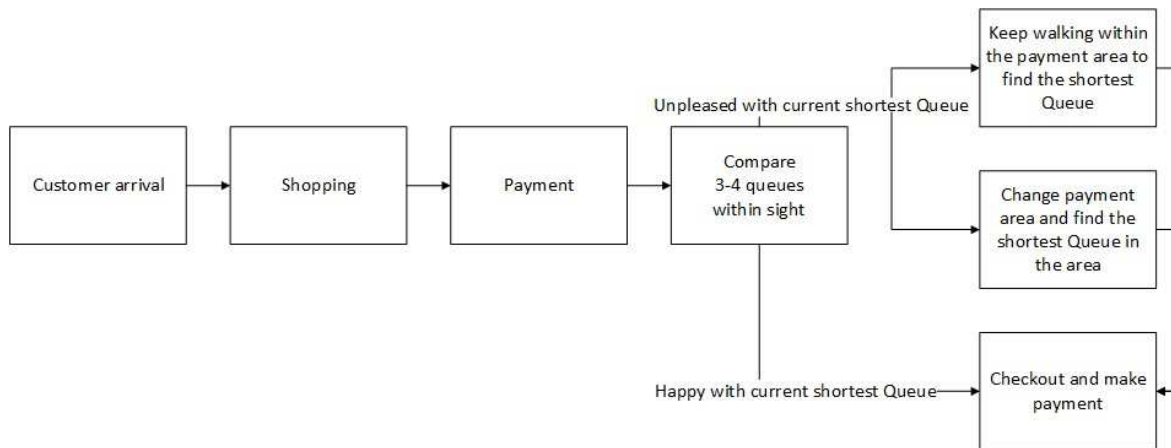 Keep walking within
the payment area to
find the shortest
Queue
Unpleased with current shortest Queue
Customer arrival
Shopping
Payment
Compare
3-4 queues
within sight
Change payment
area and find the
shortest Queue in
the area
Happy with current shortest Queue
Checkout and make
payment